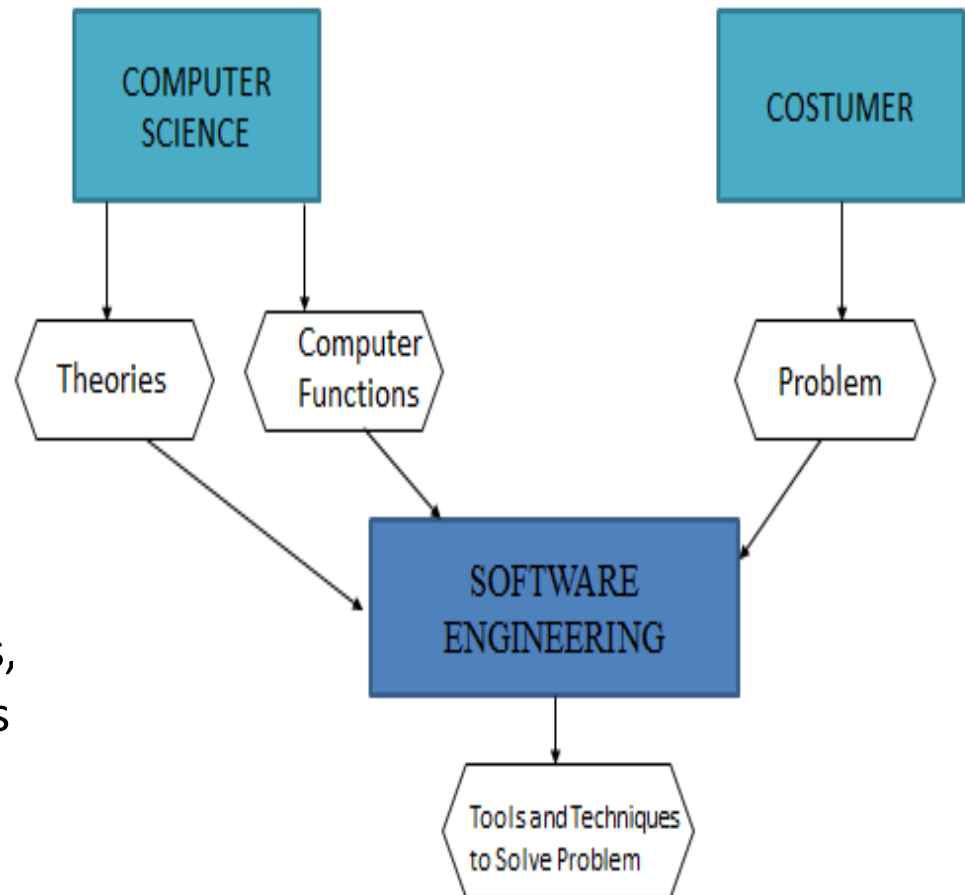 COMPUTER
SCIENCE
COSTUMER
Theories
Computer
Functions
Problem
SOFTWARE
ENGINEERING
s,
s
Tools and Techniques
to Solve Problem